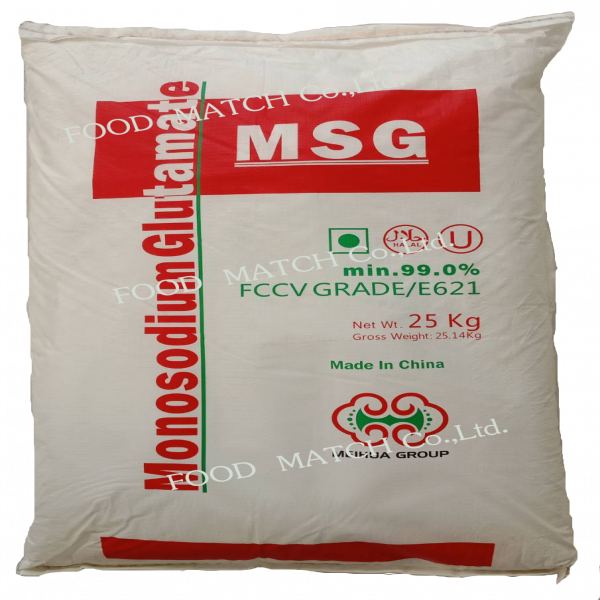 Monosodium Glutamate
MSG
FOOD MATCH Co.,Ltd.
حلال
HALAL
U
min.99.0%
FOOD MATCH Co.,Ltd.
FCCV GRADE/E621
Net Wt. 25 Kg
Gross Weight: 25.14Kg
Made In China
MEIHUA GROUP
FOOD MATCH Co.,Ltd.